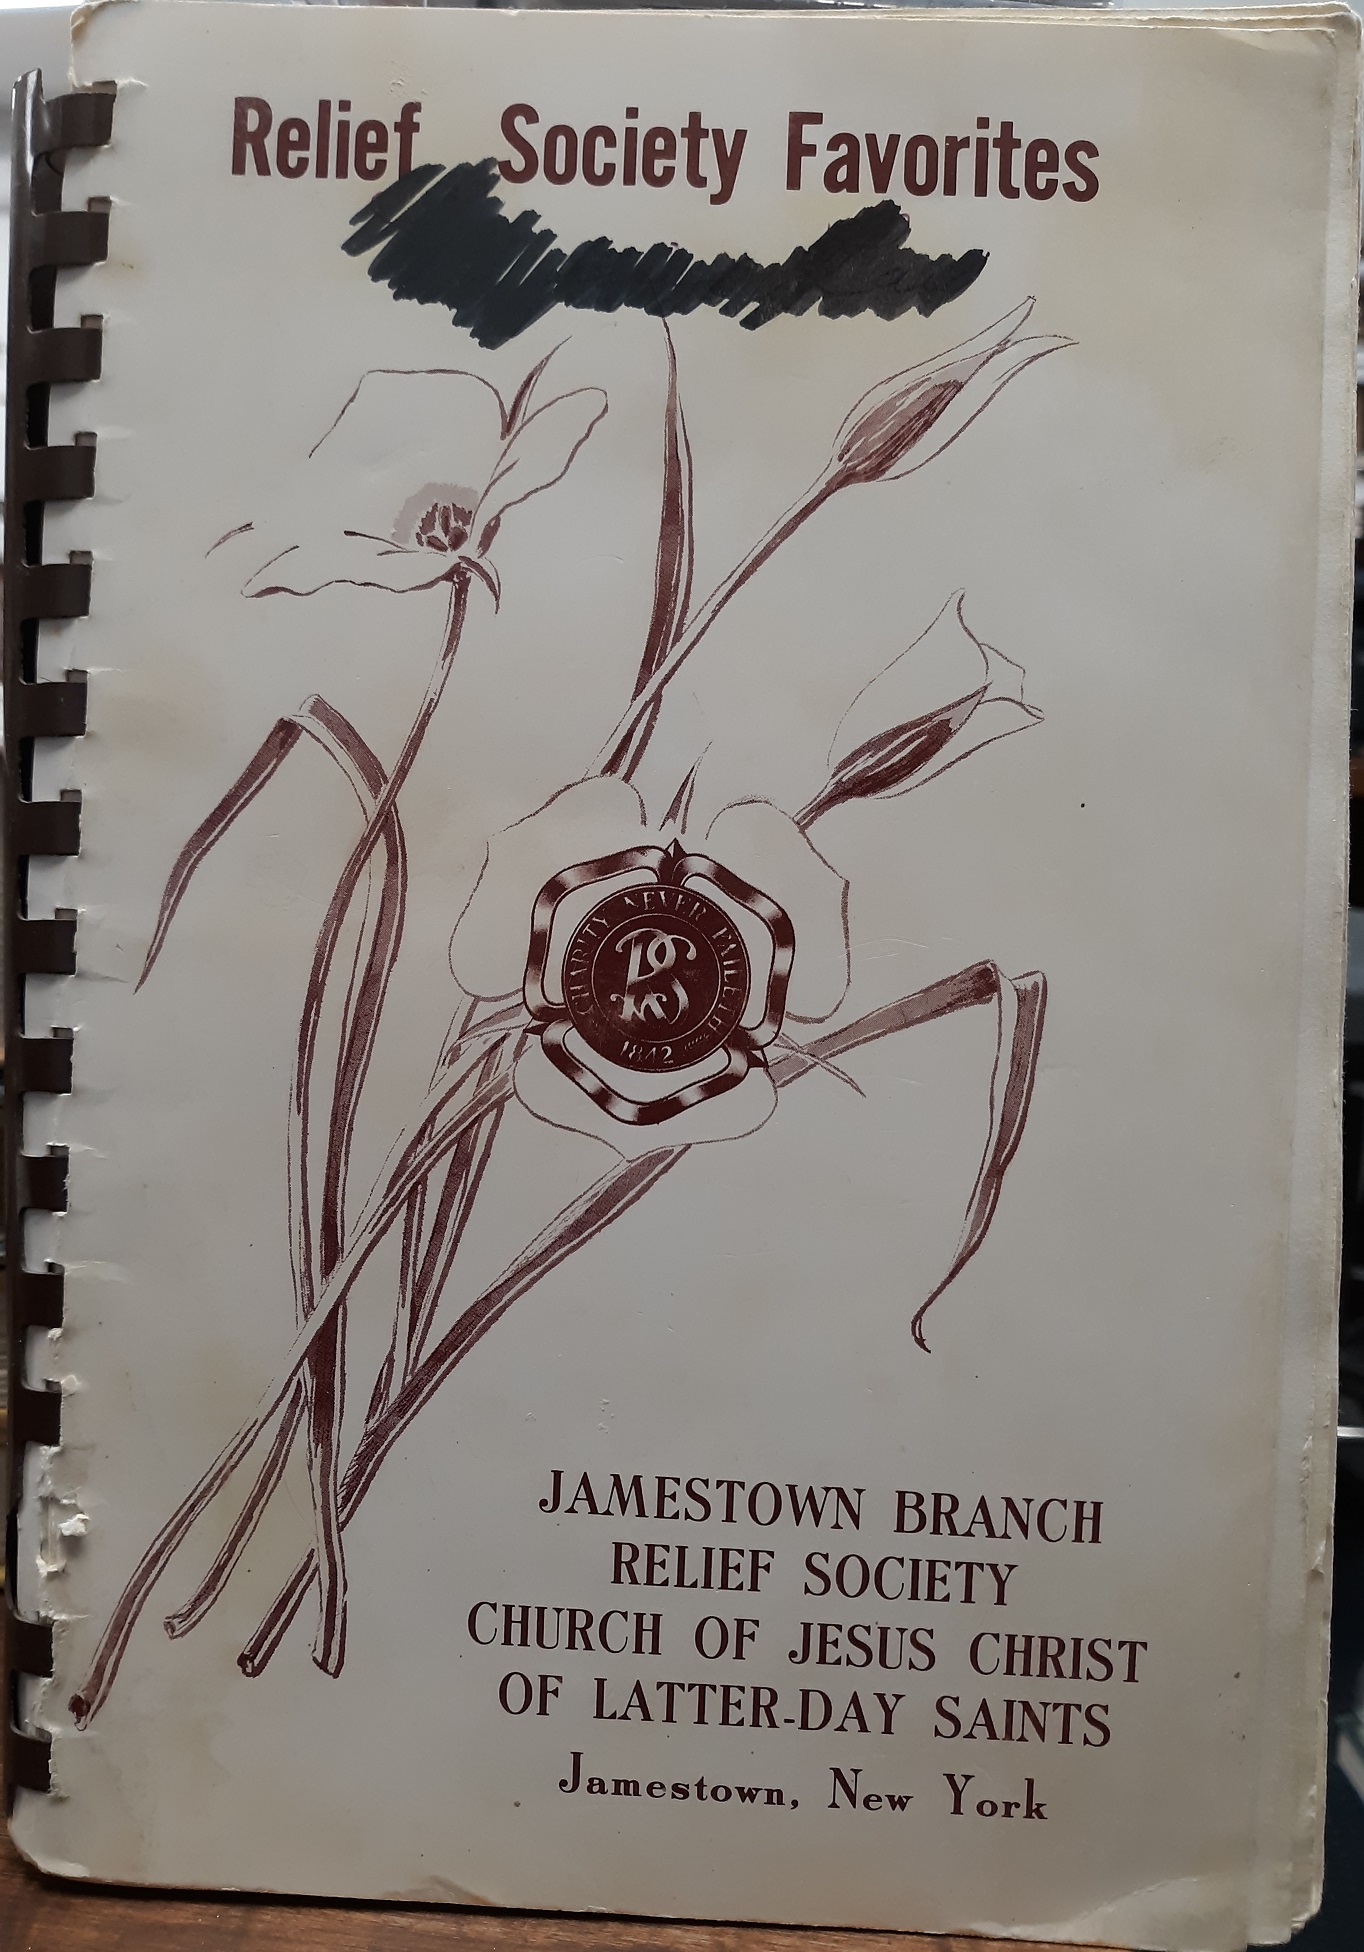 Relief Society Favorites
CHARITY NEVER FAILETH
RS
1842
JAMESTOWN BRANCH
RELIEF SOCIETY
CHURCH OF JESUS CHRIST
OF LATTER-DAY SAINTS
Jamestown, New York